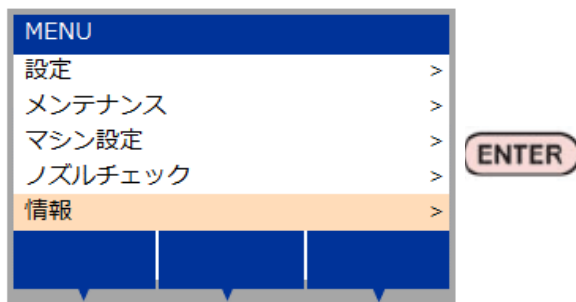 MENU
設定 >
メンテナンス >
マシン設定 >
ノズルチェック >
情報 >
ENTER